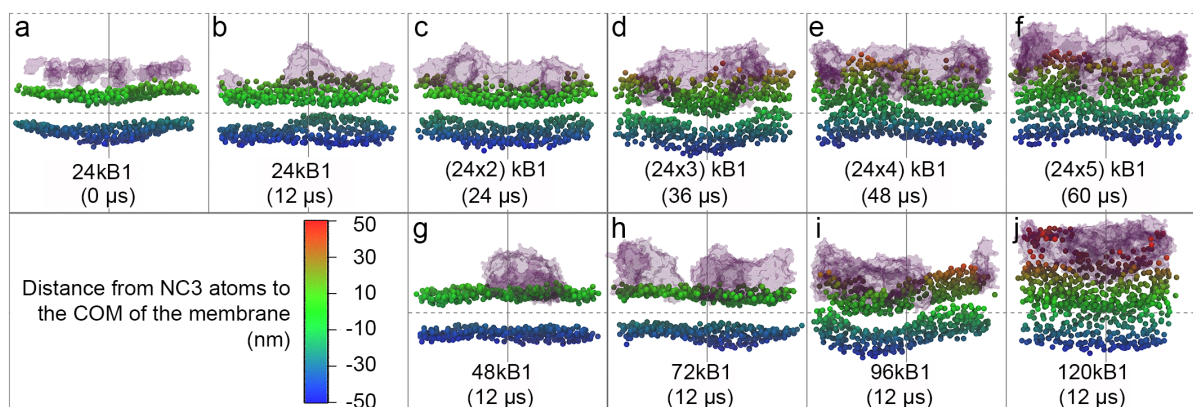 a
24kB1
(0 µs)
b
24kB1
(12 µs)
c
(24x2) kB1
(24 µs)
d
(24x3) kB1
(36 µs)
e
(24x4) kB1
(48 µs)
f
(24x5) kB1
(60 µs)
Distance from NC3 atoms to
the COM of the membrane
(nm)
50
30
10
-10
-30
-50
g
48kB1
(12 µs)
h
72kB1
(12 µs)
i
96kB1
(12 µs)
j
120kB1
(12 µs)